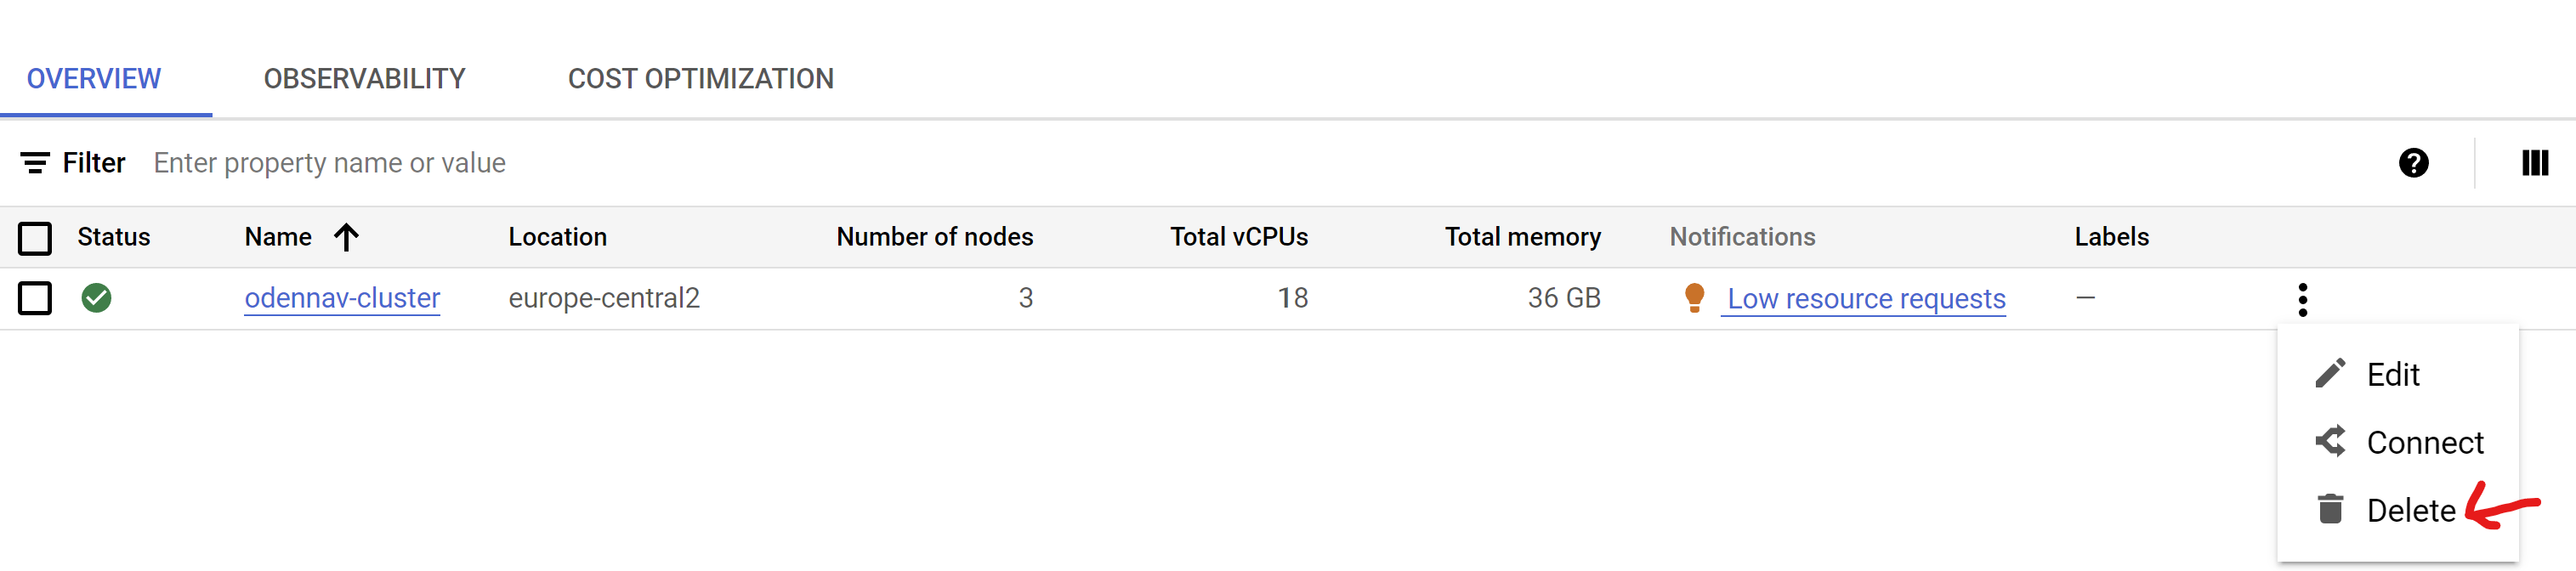 OVERVIEW OBSERVABILITY COST OPTIMIZATION
Filter Enter property name or value
Status Name Location Number of nodes Total vCPUs Total memory Notifications Labels
odennav-cluster europe-central2 3 18 36 GB Low resource requests —
Edit
Connect
Delete